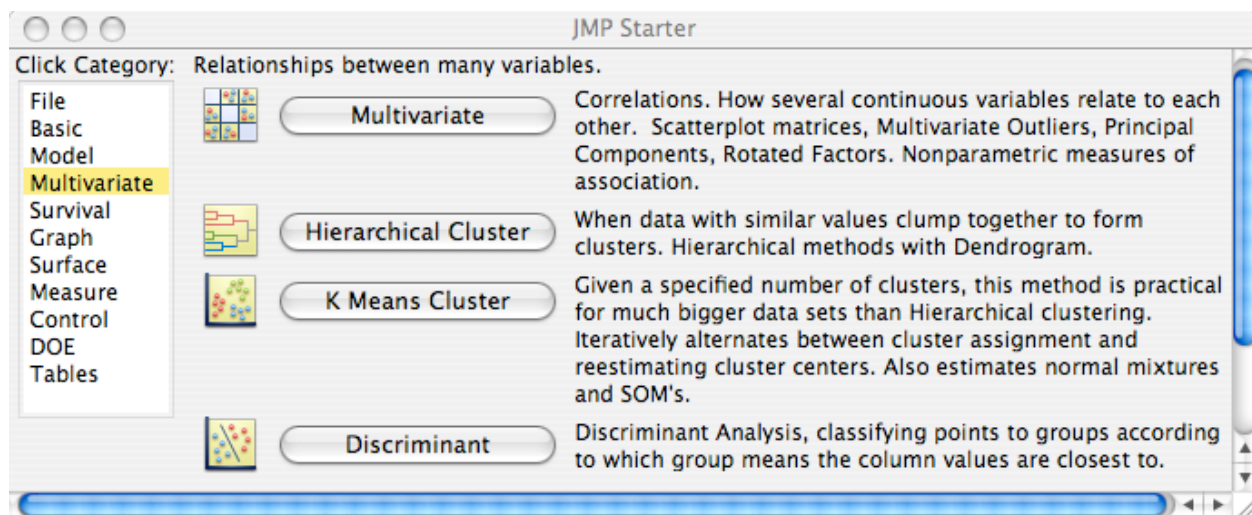 JMP Starter
Click Category:
File
Basic
Model
Multivariate
Survival
Graph
Surface
Measure
Control
DOE
Tables
Relationships between many variables.
Multivariate
Correlations. How several continuous variables relate to each
other.  Scatterplot matrices, Multivariate Outliers, Principal
Components, Rotated Factors. Nonparametric measures of
association.
Hierarchical Cluster
When data with similar values clump together to form
clusters. Hierarchical methods with Dendrogram.
K Means Cluster
Given a specified number of clusters, this method is practical
for much bigger data sets than Hierarchical clustering.
Iteratively alternates between cluster assignment and
reestimating cluster centers. Also estimates normal mixtures
and SOM's.
Discriminant
Discriminant Analysis, classifying points to groups according
to which group means the column values are closest to.